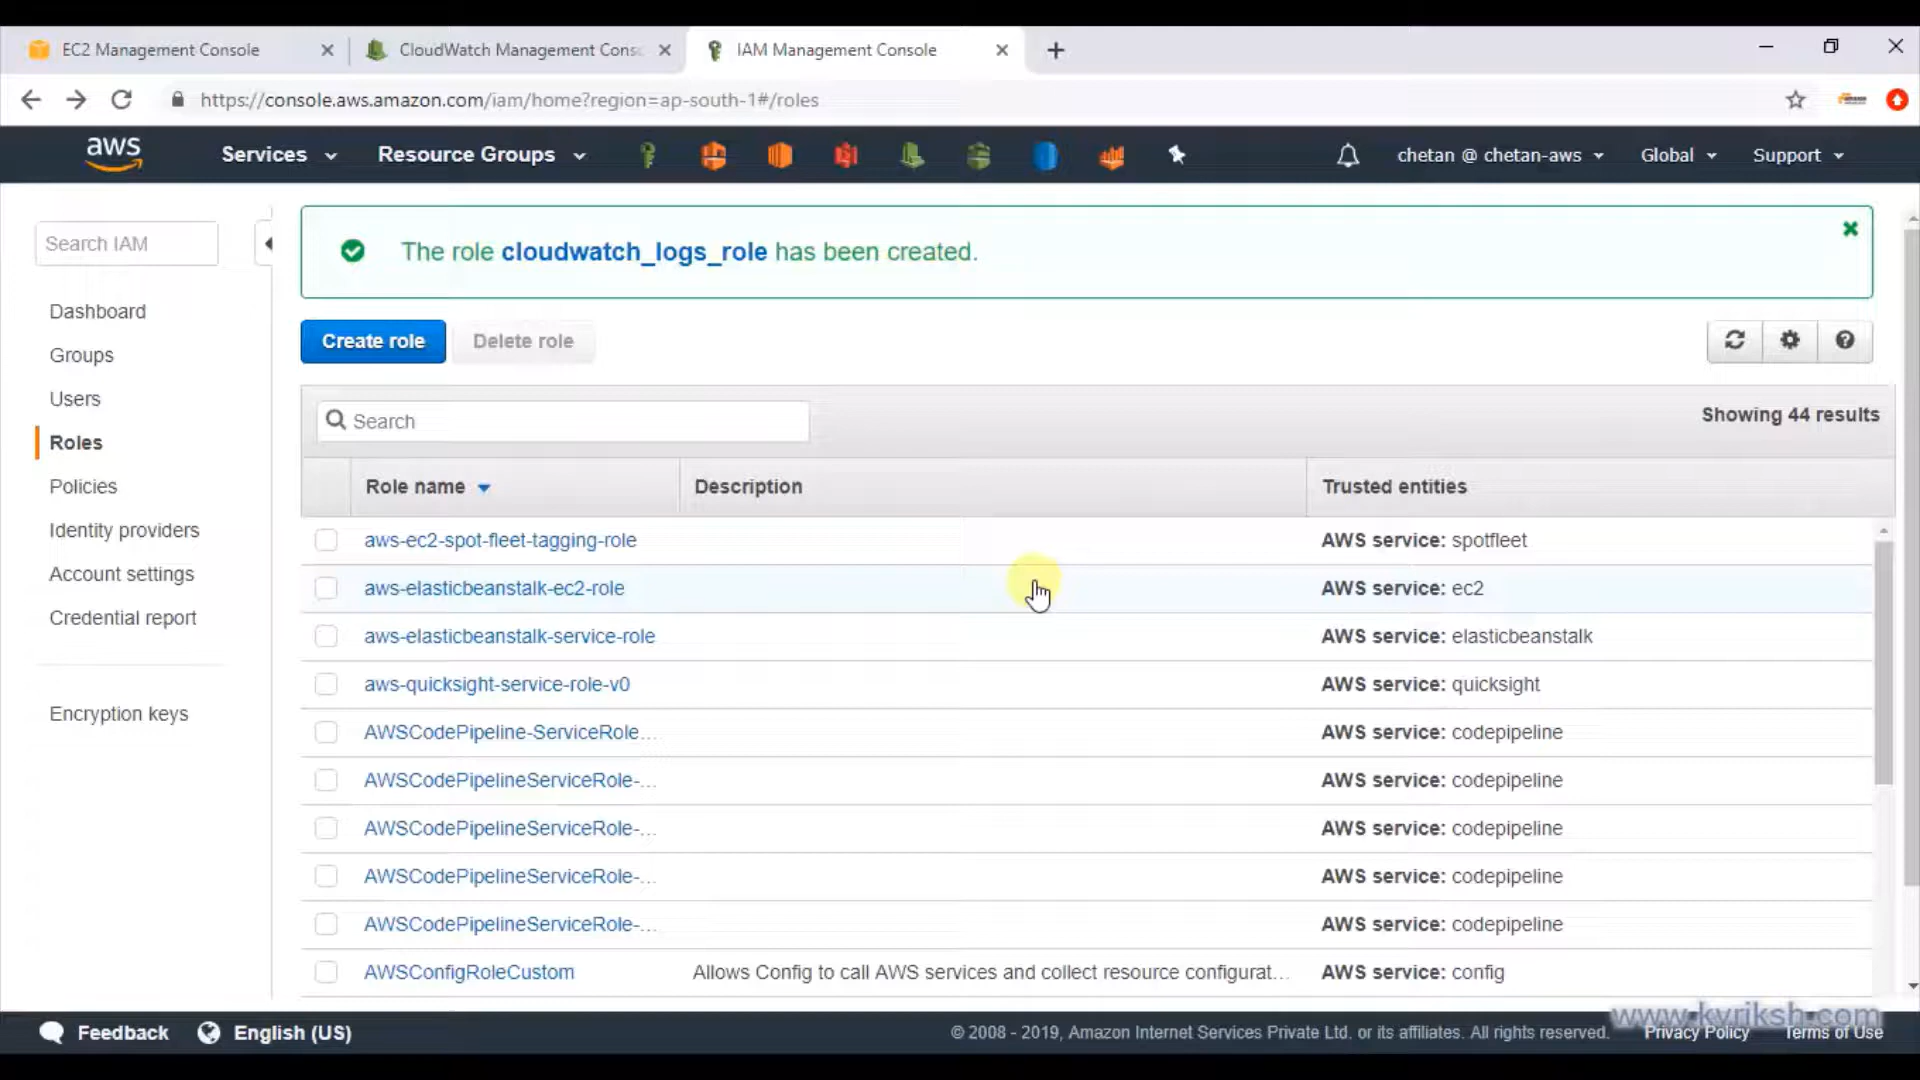 EC2 Management Console
CloudWatch Management Cons
IAM Management Console
https://console.aws.amazon.com/iam/home?region=ap-south-1#/roles
aws
Services
Resource Groups
chetan @ chetan-aws
Global
Support
Search IAM
Dashboard
Groups
Users
Roles
Policies
Identity providers
Account settings
Credential report
Encryption keys
The role cloudwatch_logs_role has been created.
Create role
Delete role
Search
Showing 44 results
Role name Description Trusted entities
aws-ec2-spot-fleet-tagging-role AWS service: spotfleet
aws-elasticbeanstalk-ec2-role AWS service: ec2
aws-elasticbeanstalk-service-role AWS service: elasticbeanstalk
aws-quicksight-service-role-v0 AWS service: quicksight
AWSCodePipeline-ServiceRole... AWS service: codepipeline
AWSCodePipelineServiceRole-... AWS service: codepipeline
AWSCodePipelineServiceRole-... AWS service: codepipeline
AWSCodePipelineServiceRole-... AWS service: codepipeline
AWSCodePipelineServiceRole-... AWS service: codepipeline
AWSConfigRoleCustom Allows Config to call AWS services and collect resource configurat... AWS service: config
www.kvriksh.com
Feedback
English (US)
© 2008 - 2019, Amazon Internet Services Private Ltd. or its affiliates. All rights reserved.
Privacy Policy
Terms of Use